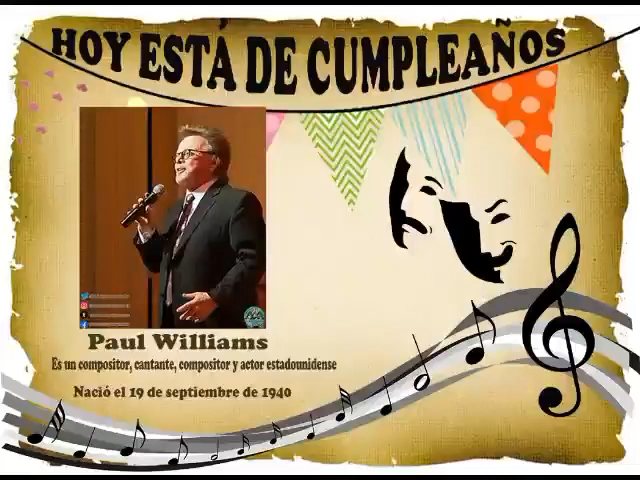 HOY ESTÁ DE CUMPLEAÑOS
Paul Williams
Es un compositor, cantante, compositor y actor estadounidense
Nació el 19 de septiembre de 1940